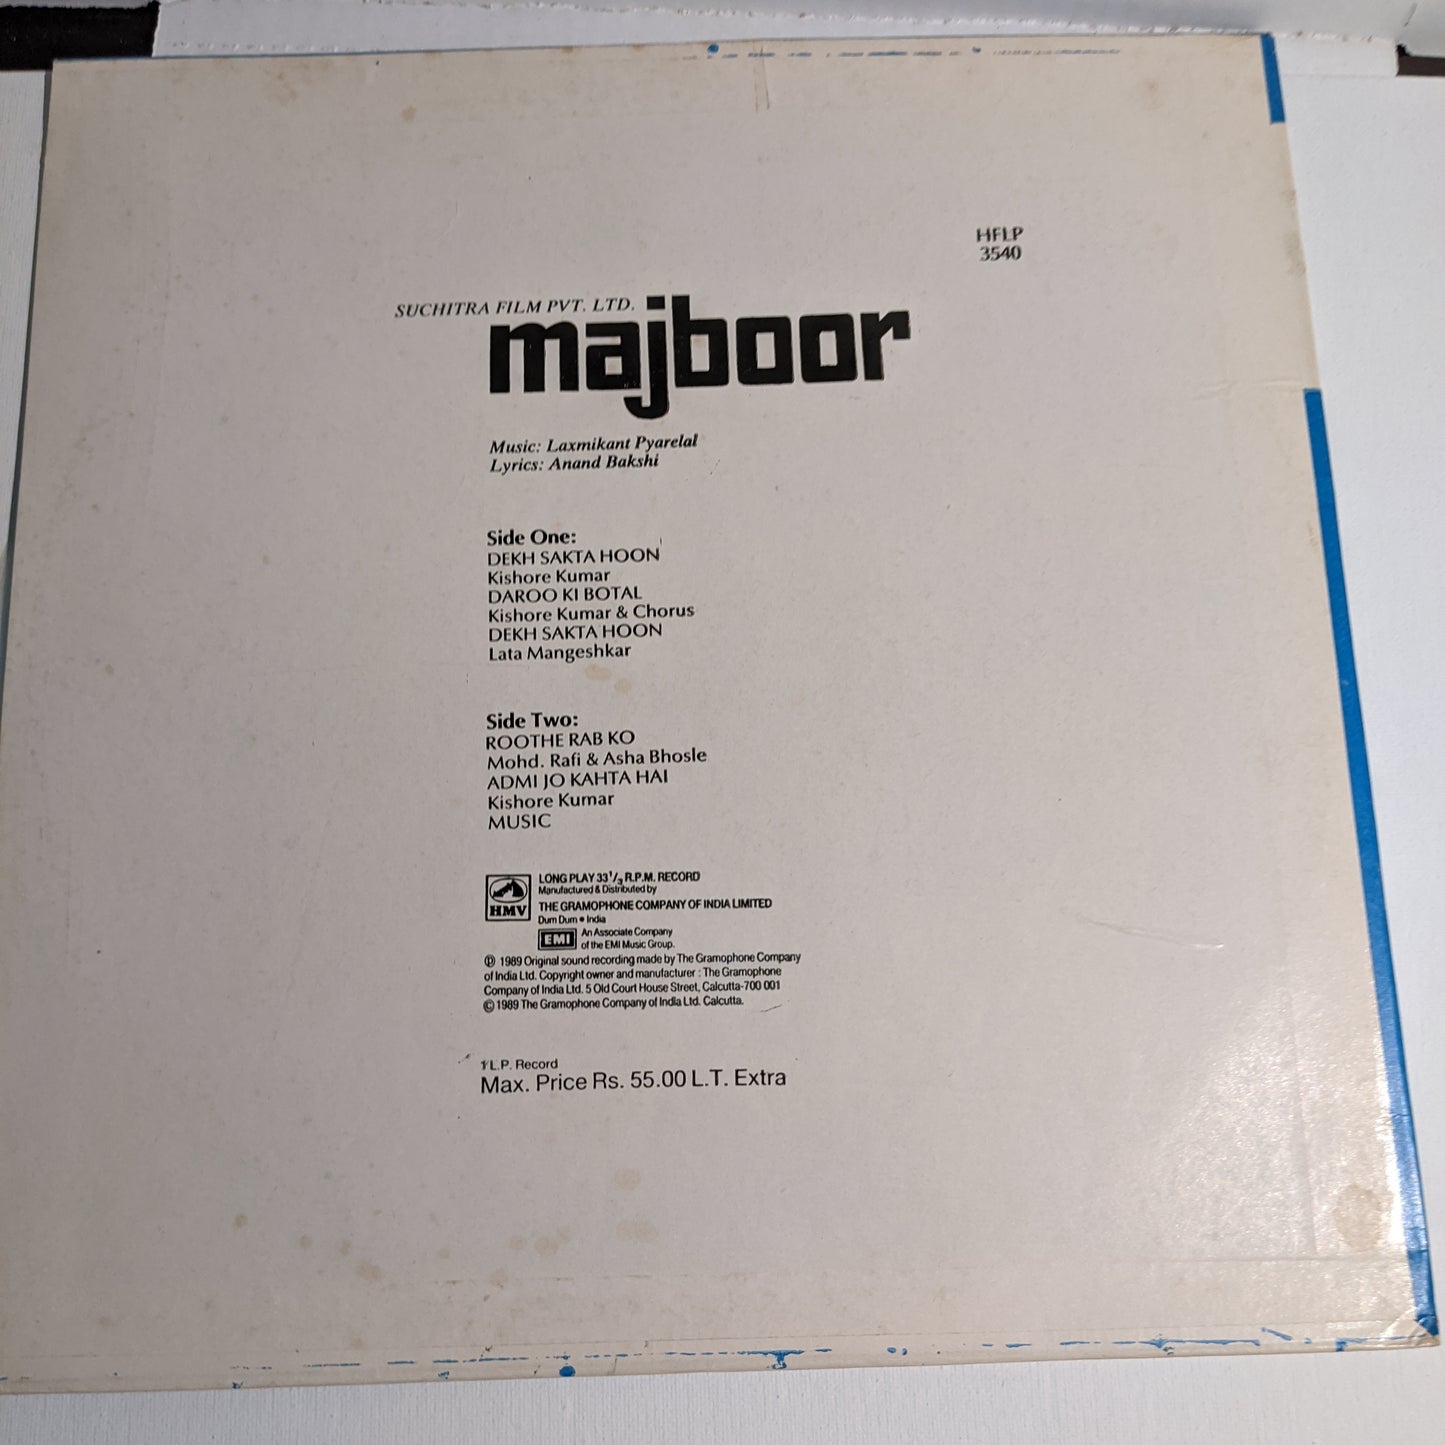 HFLP
3540
SUCHITRA FILM PVT. LTD.
majboor
Music: Laxmikant Pyarelal
Lyrics: Anand Bakshi
Side One:
DEKH SAKTA HOON
Kishore Kumar
DAROO KI BOTAL
Kishore Kumar & Chorus
DEKH SAKTA HOON
Lata Mangeshkar
Side Two:
ROOTHE RAB KO
Mohd. Rafi & Asha Bhosle
ADMI JO KAHTA HAI
Kishore Kumar
MUSIC
LONG PLAY 33 1/3 R.P.M. RECORD
Manufactured & Distributed by
HMV THE GRAMOPHONE COMPANY OF INDIA LIMITED
Dum Dum • India
EMI An Associate Company
of the EMI Music Group.
℗ 1989 Original sound recording made by The Gramophone Company
of India Ltd. Copyright owner and manufacturer : The Gramophone
Company of India Ltd. 5 Old Court House Street, Calcutta-700 001
© 1989 The Gramophone Company of India Ltd. Calcutta.
1 L.P. Record
Max. Price Rs. 55.00 L.T. Extra